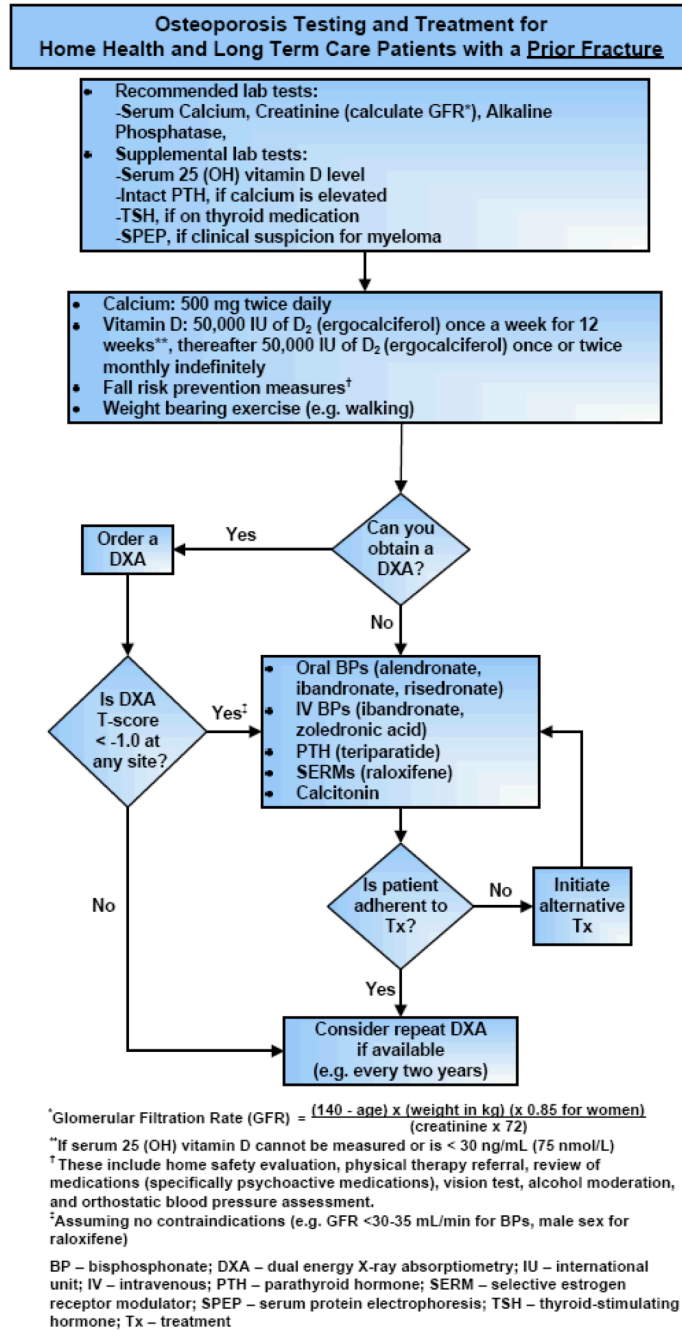 Osteoporosis Testing and Treatment for
Home Health and Long Term Care Patients with a Prior Fracture
• Recommended lab tests:
-Serum Calcium, Creatinine (calculate GFR*), Alkaline
Phosphatase,
• Supplemental lab tests:
-Serum 25 (OH) vitamin D level
-Intact PTH, if calcium is elevated
-TSH, if on thyroid medication
-SPEP, if clinical suspicion for myeloma
• Calcium: 500 mg twice daily
• Vitamin D: 50,000 IU of D₂ (ergocalciferol) once a week for 12
weeks**, thereafter 50,000 IU of D₂ (ergocalciferol) once or twice
monthly indefinitely
• Fall risk prevention measures†
• Weight bearing exercise (e.g. walking)
Can you
obtain a
DXA?
Yes
Order a
DXA
No
Is DXA
T-score
< -1.0 at
any site?
Yes‡
• Oral BPs (alendronate,
ibandronate, risedronate)
• IV BPs (ibandronate,
zoledronic acid)
• PTH (teriparatide)
• SERMs (raloxifene)
• Calcitonin
No
Is patient
adherent to
Tx?
No
Initiate
alternative
Tx
Yes
Consider repeat DXA
if available
(e.g. every two years)
*Glomerular Filtration Rate (GFR) = (140 - age) x (weight in kg) (x 0.85 for women)
(creatinine x 72)
**If serum 25 (OH) vitamin D cannot be measured or is < 30 ng/mL (75 nmol/L)
† These include home safety evaluation, physical therapy referral, review of
medications (specifically psychoactive medications), vision test, alcohol moderation,
and orthostatic blood pressure assessment.
‡Assuming no contraindications (e.g. GFR <30-35 mL/min for BPs, male sex for
raloxifene)
BP – bisphosphonate; DXA – dual energy X-ray absorptiometry; IU – international
unit; IV – intravenous; PTH – parathyroid hormone; SERM – selective estrogen
receptor modulator; SPEP – serum protein electrophoresis; TSH – thyroid-stimulating
hormone; Tx – treatment